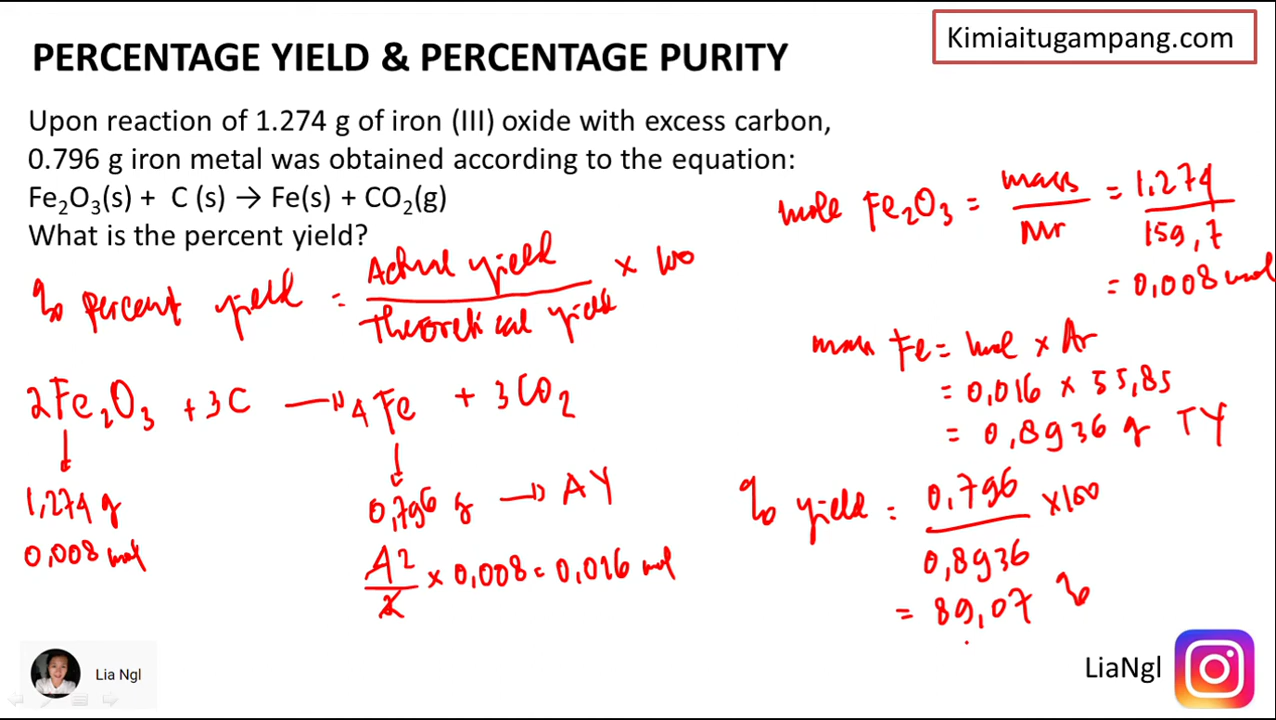 PERCENTAGE YIELD & PERCENTAGE PURITY
Kimiaitugampang.com
Upon reaction of 1.274 g of iron (III) oxide with excess carbon,
0.796 g iron metal was obtained according to the equation:
Fe₂O₃(s) + C (s) → Fe(s) + CO₂(g)
What is the percent yield?
% Percent yield = Actual yield / Theoretical yield × 100
2Fe₂O₃ + 3C → 4Fe + 3CO₂
1,274 g
0,796 g → AY
0,008 mol
4 2 / 2 × 0,008 = 0,016 mol
mole Fe₂O₃ = mass / Mr = 1.274 / 159,7
= 0,008 mol
mass Fe = mol × Ar
= 0,016 × 55,85
= 0,8936 g TY
% yield = 0,796 / 0,8936 × 100
= 89,07 %
Lia Ngl
LiaNgl